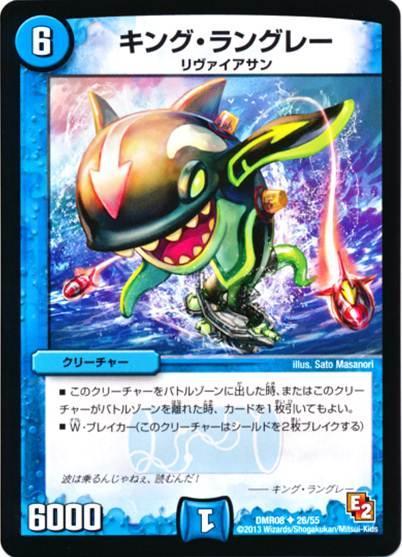 6
キング・ラングレー
リヴァイアサン
クリーチャー
illus. Sato Masanori
■ このクリーチャーをバトルゾーンに出した時、またはこのクリー
チャーがバトルゾーンを離れた時、カードを1枚引いてもよい。
■ W・ブレイカー(このクリーチャーはシールドを2枚ブレイクする)
波は乗るんじゃねぇ、読むんだ!
—— キング・ラングレー
6000
1
E2
DMR08 ◆ 26/55
©2013 Wizards/Shogakukan/Mitsui-Kids